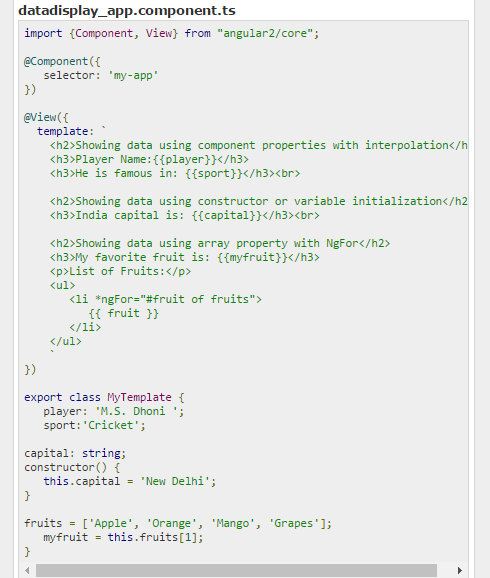 datadisplay_app.component.ts
import {Component, View} from "angular2/core";
@Component({
selector: 'my-app'
})
@View({
template: `
<h2>Showing data using component properties with interpolation</h
<h3>Player Name:{{player}}</h3>
<h3>He is famous in: {{sport}}</h3><br>
<h2>Showing data using constructor or variable initialization</h2
<h3>India capital is: {{capital}}</h3><br>
<h2>Showing data using array property with NgFor</h2>
<h3>My favorite fruit is: {{myfruit}}</h3>
<p>List of Fruits:</p>
<ul>
<li *ngFor="#fruit of fruits">
{{ fruit }}
</li>
</ul>
`
})
export class MyTemplate {
player: 'M.S. Dhoni ';
sport:'Cricket';
capital: string;
constructor() {
this.capital = 'New Delhi';
}
fruits = ['Apple', 'Orange', 'Mango', 'Grapes'];
myfruit = this.fruits[1];
}